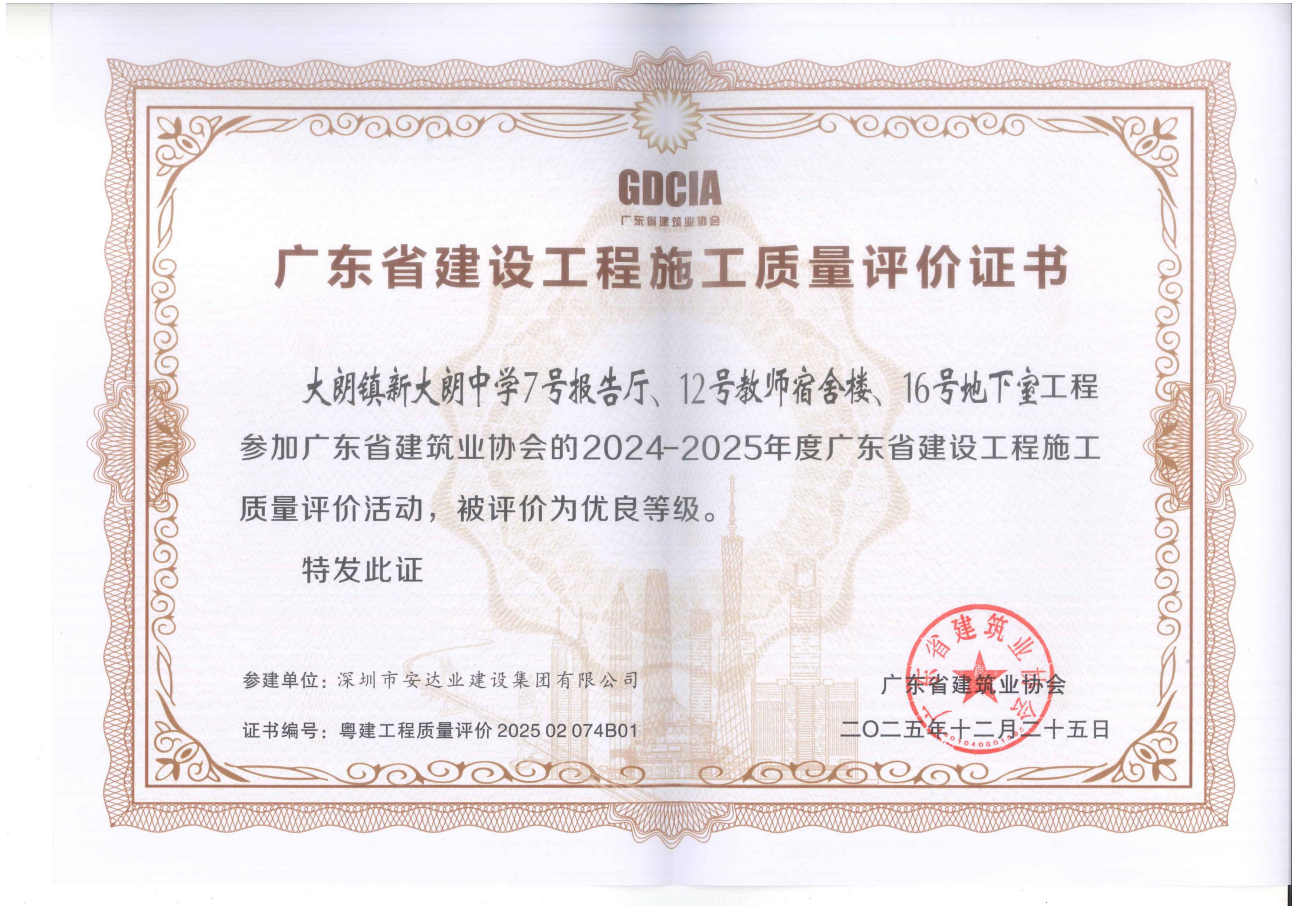 GDCIA
广东省建筑业协会
广东省建设工程施工质量评价证书
大朗镇新大朗中学7号报告厅、12号教师宿舍楼、16号地下室工程
参加广东省建筑业协会的2024-2025年度广东省建设工程施工
质量评价活动，被评价为优良等级。
特发此证
参建单位：深圳市安达业建设集团有限公司
证书编号：粤建工程质量评价 2025 02 074B01
广东省建筑业协会
广东省建筑业协会
二〇二五年十二月二十五日